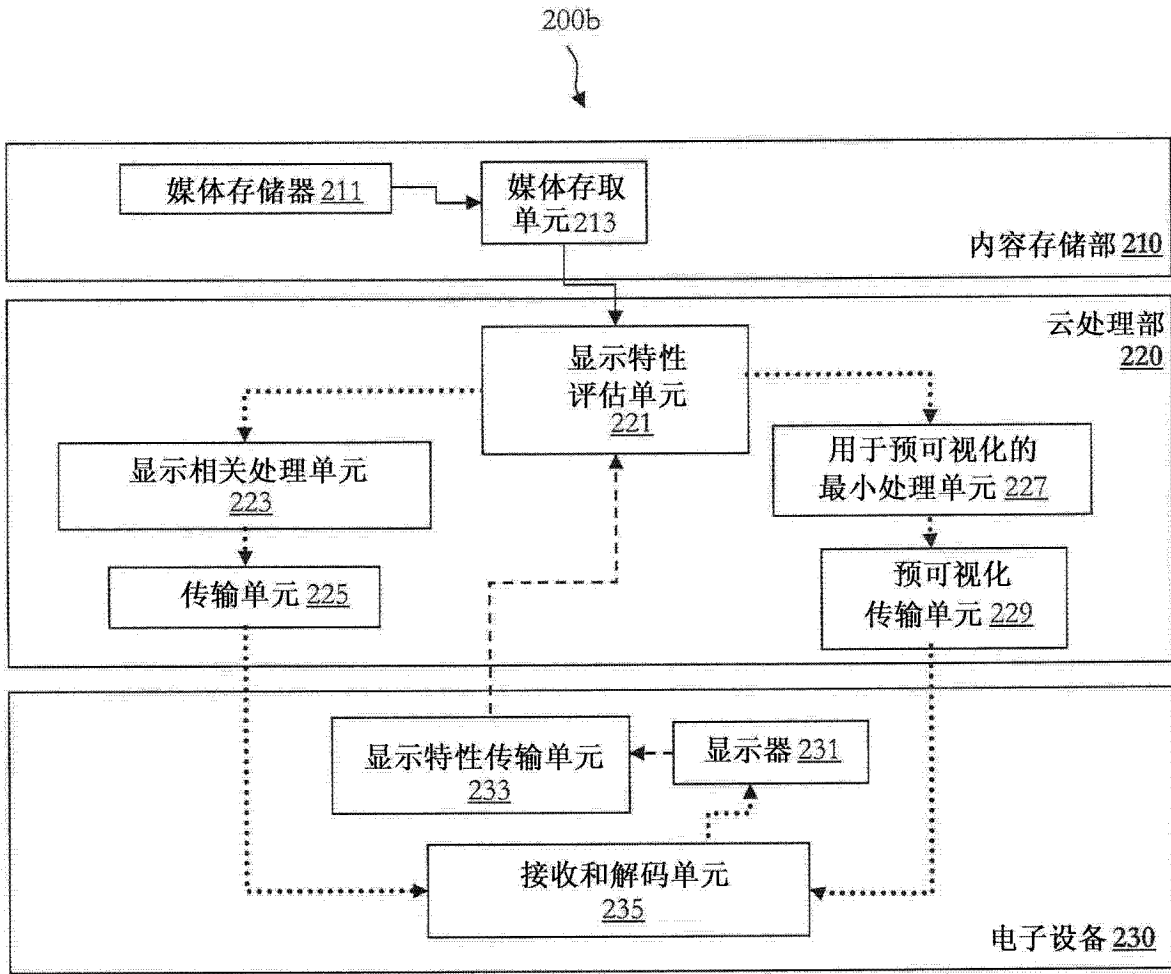 200b
媒体存储器 211
媒体存取
单元 213
内容存储部 210
云处理部
220
显示特性
评估单元
221
显示相关处理单元
223
用于预可视化的
最小处理单元 227
传输单元 225
预可视化
传输单元 229
显示特性传输单元
233
显示器 231
接收和解码单元
235
电子设备 230